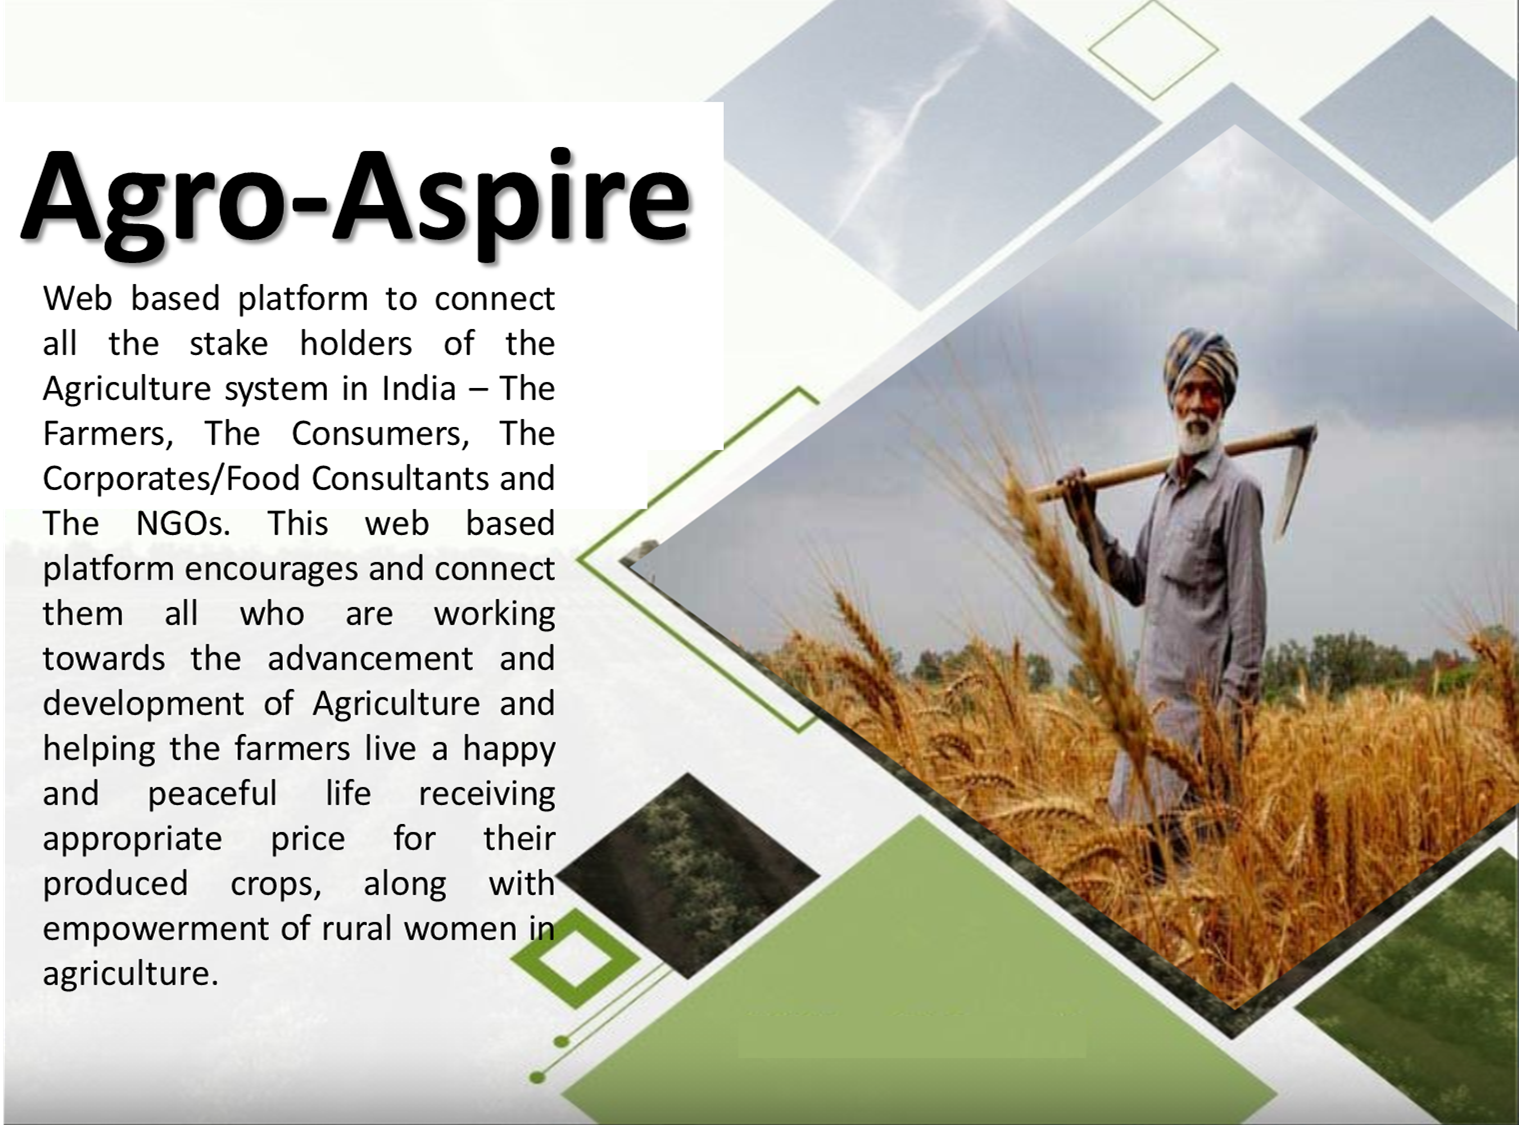 Agro-Aspire
Web based platform to connect
all the stake holders of the
Agriculture system in India – The
Farmers, The Consumers, The
Corporates/Food Consultants and
The NGOs. This web based
platform encourages and connect
them all who are working
towards the advancement and
development of Agriculture and
helping the farmers live a happy
and peaceful life receiving
appropriate price for their
produced crops, along with
empowerment of rural women in
agriculture.